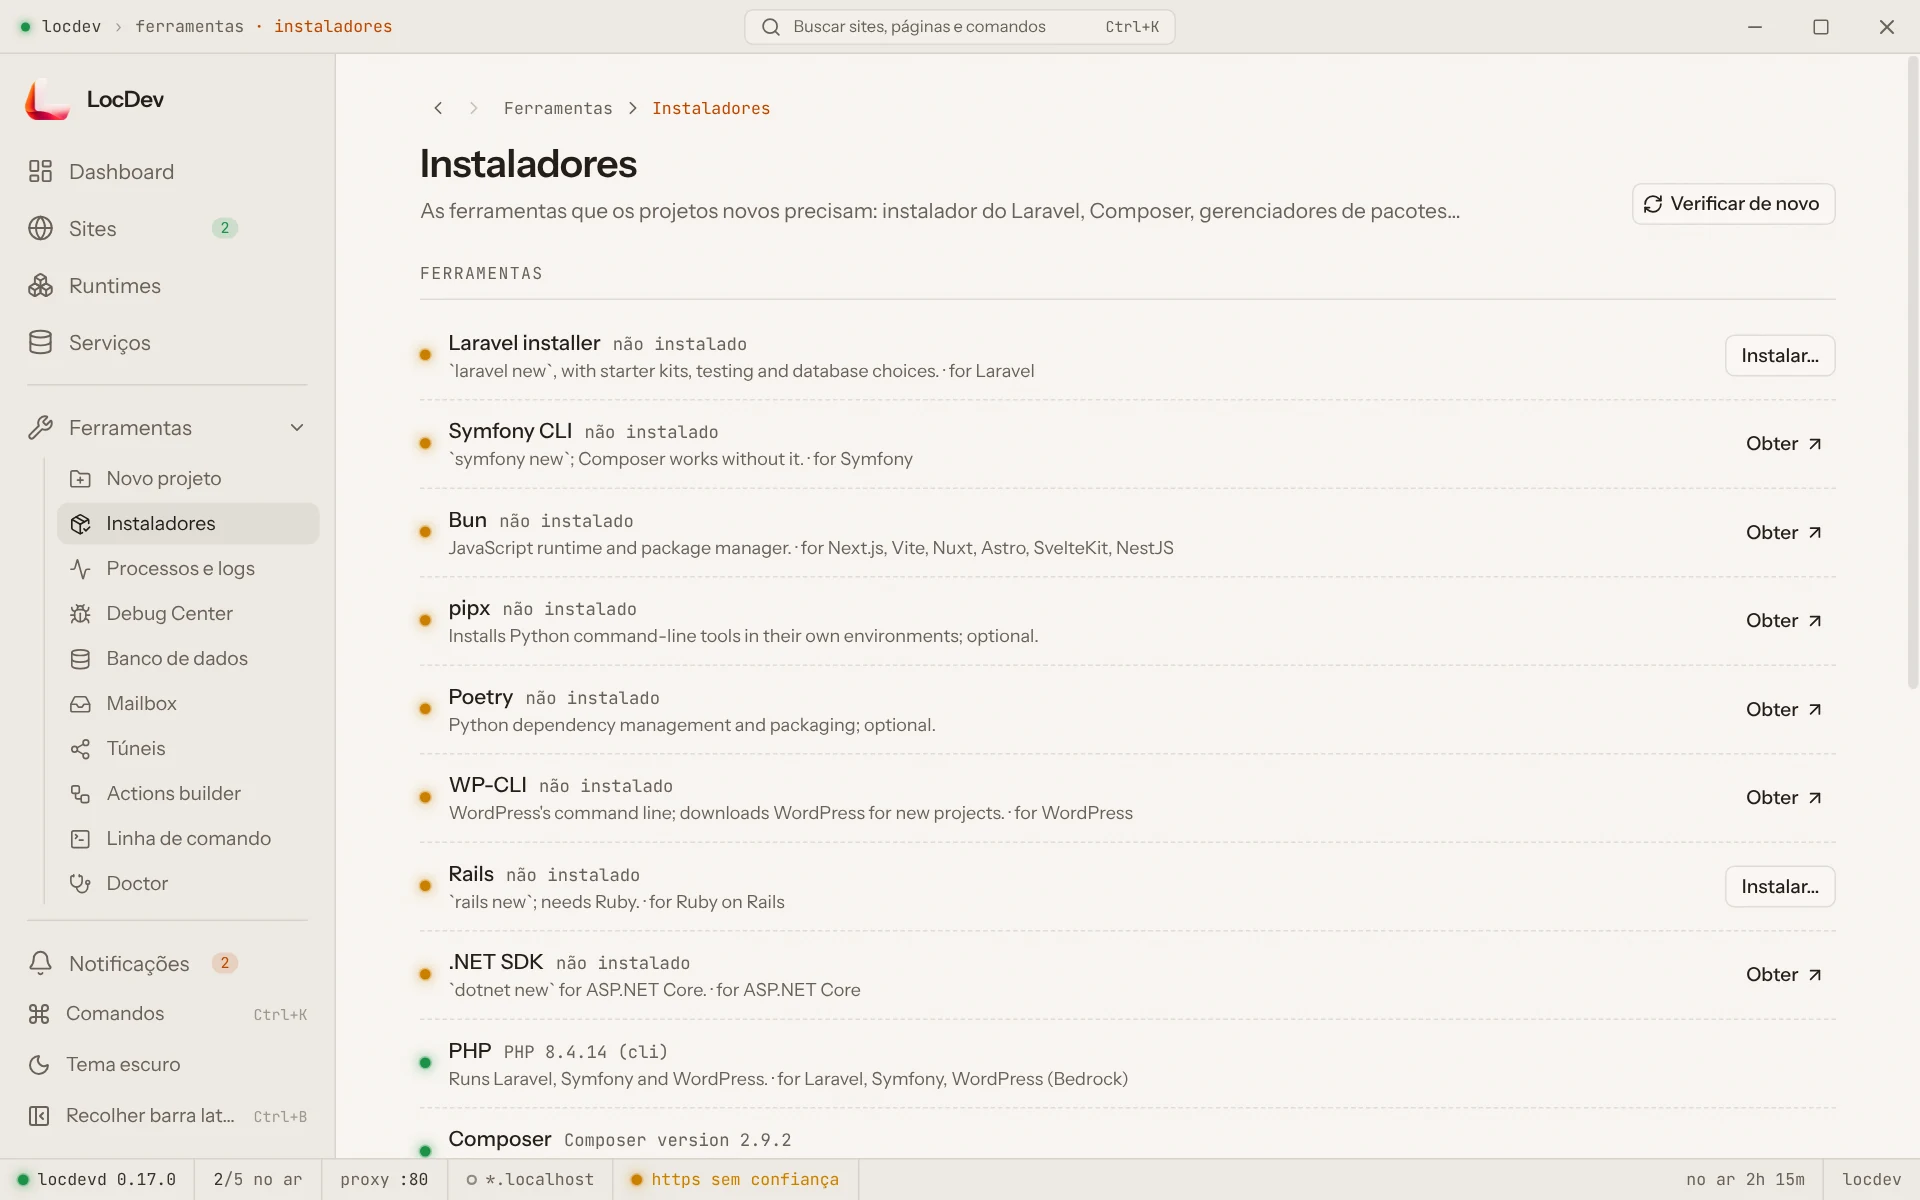 locdev › ferramentas · instaladores
Buscar sites, páginas e comandos Ctrl+K
LocDev
Dashboard
Sites 2
Runtimes
Serviços
Ferramentas
Novo projeto
Instaladores
Processos e logs
Debug Center
Banco de dados
Mailbox
Túneis
Actions builder
Linha de comando
Doctor
Notificações 2
Comandos Ctrl+K
Tema escuro
Recolher barra lat… Ctrl+B
Ferramentas > Instaladores
Instaladores
As ferramentas que os projetos novos precisam: instalador do Laravel, Composer, gerenciadores de pacotes…
Verificar de novo
FERRAMENTAS
Laravel installer não instalado
`laravel new`, with starter kits, testing and database choices. · for Laravel
Instalar…
Symfony CLI não instalado
`symfony new`; Composer works without it. · for Symfony
Obter
Bun não instalado
JavaScript runtime and package manager. · for Next.js, Vite, Nuxt, Astro, SvelteKit, NestJS
Obter
pipx não instalado
Installs Python command-line tools in their own environments; optional.
Obter
Poetry não instalado
Python dependency management and packaging; optional.
Obter
WP-CLI não instalado
WordPress's command line; downloads WordPress for new projects. · for WordPress
Obter
Rails não instalado
`rails new`; needs Ruby. · for Ruby on Rails
Instalar…
.NET SDK não instalado
`dotnet new` for ASP.NET Core. · for ASP.NET Core
Obter
PHP PHP 8.4.14 (cli)
Runs Laravel, Symfony and WordPress. · for Laravel, Symfony, WordPress (Bedrock)
Composer Composer version 2.9.2
locdevd 0.17.0 2/5 no ar proxy :80 *.localhost https sem confiança no ar 2h 15m locdev